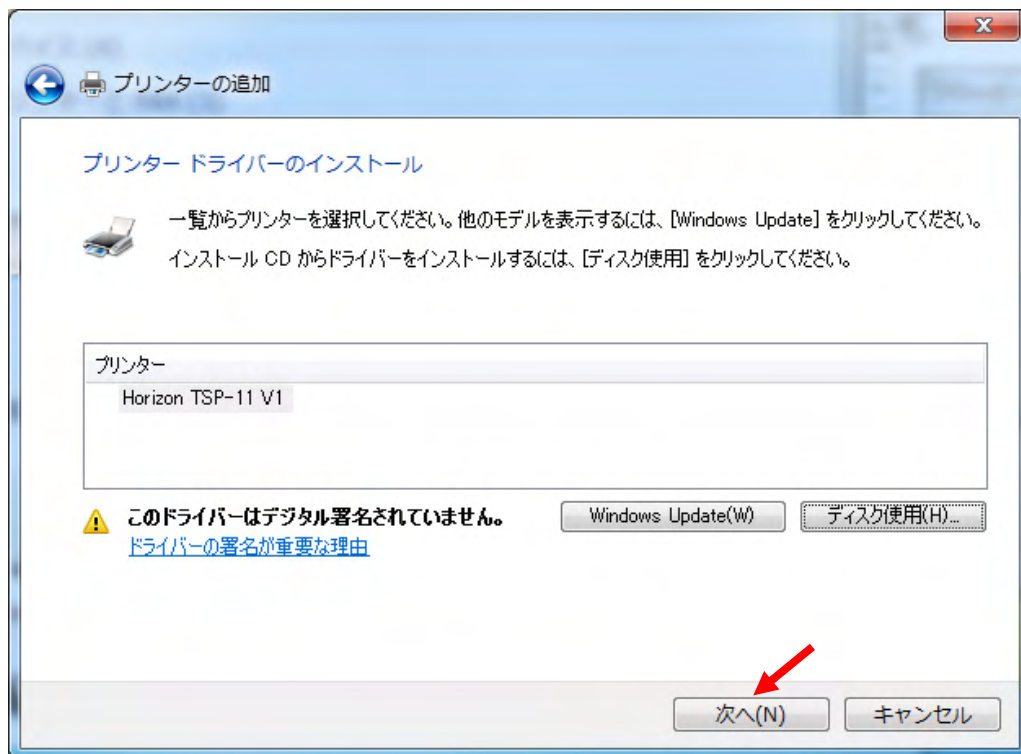 プリンターの追加
プリンター ドライバーのインストール
一覧からプリンターを選択してください。他のモデルを表示するには、[Windows Update] をクリックしてください。
インストール CD からドライバーをインストールするには、[ディスク使用] をクリックしてください。
プリンター
Horizon TSP-11 V1
このドライバーはデジタル署名されていません。
Windows Update(W)
ディスク使用(H)...
ドライバーの署名が重要な理由
次へ(N)
キャンセル